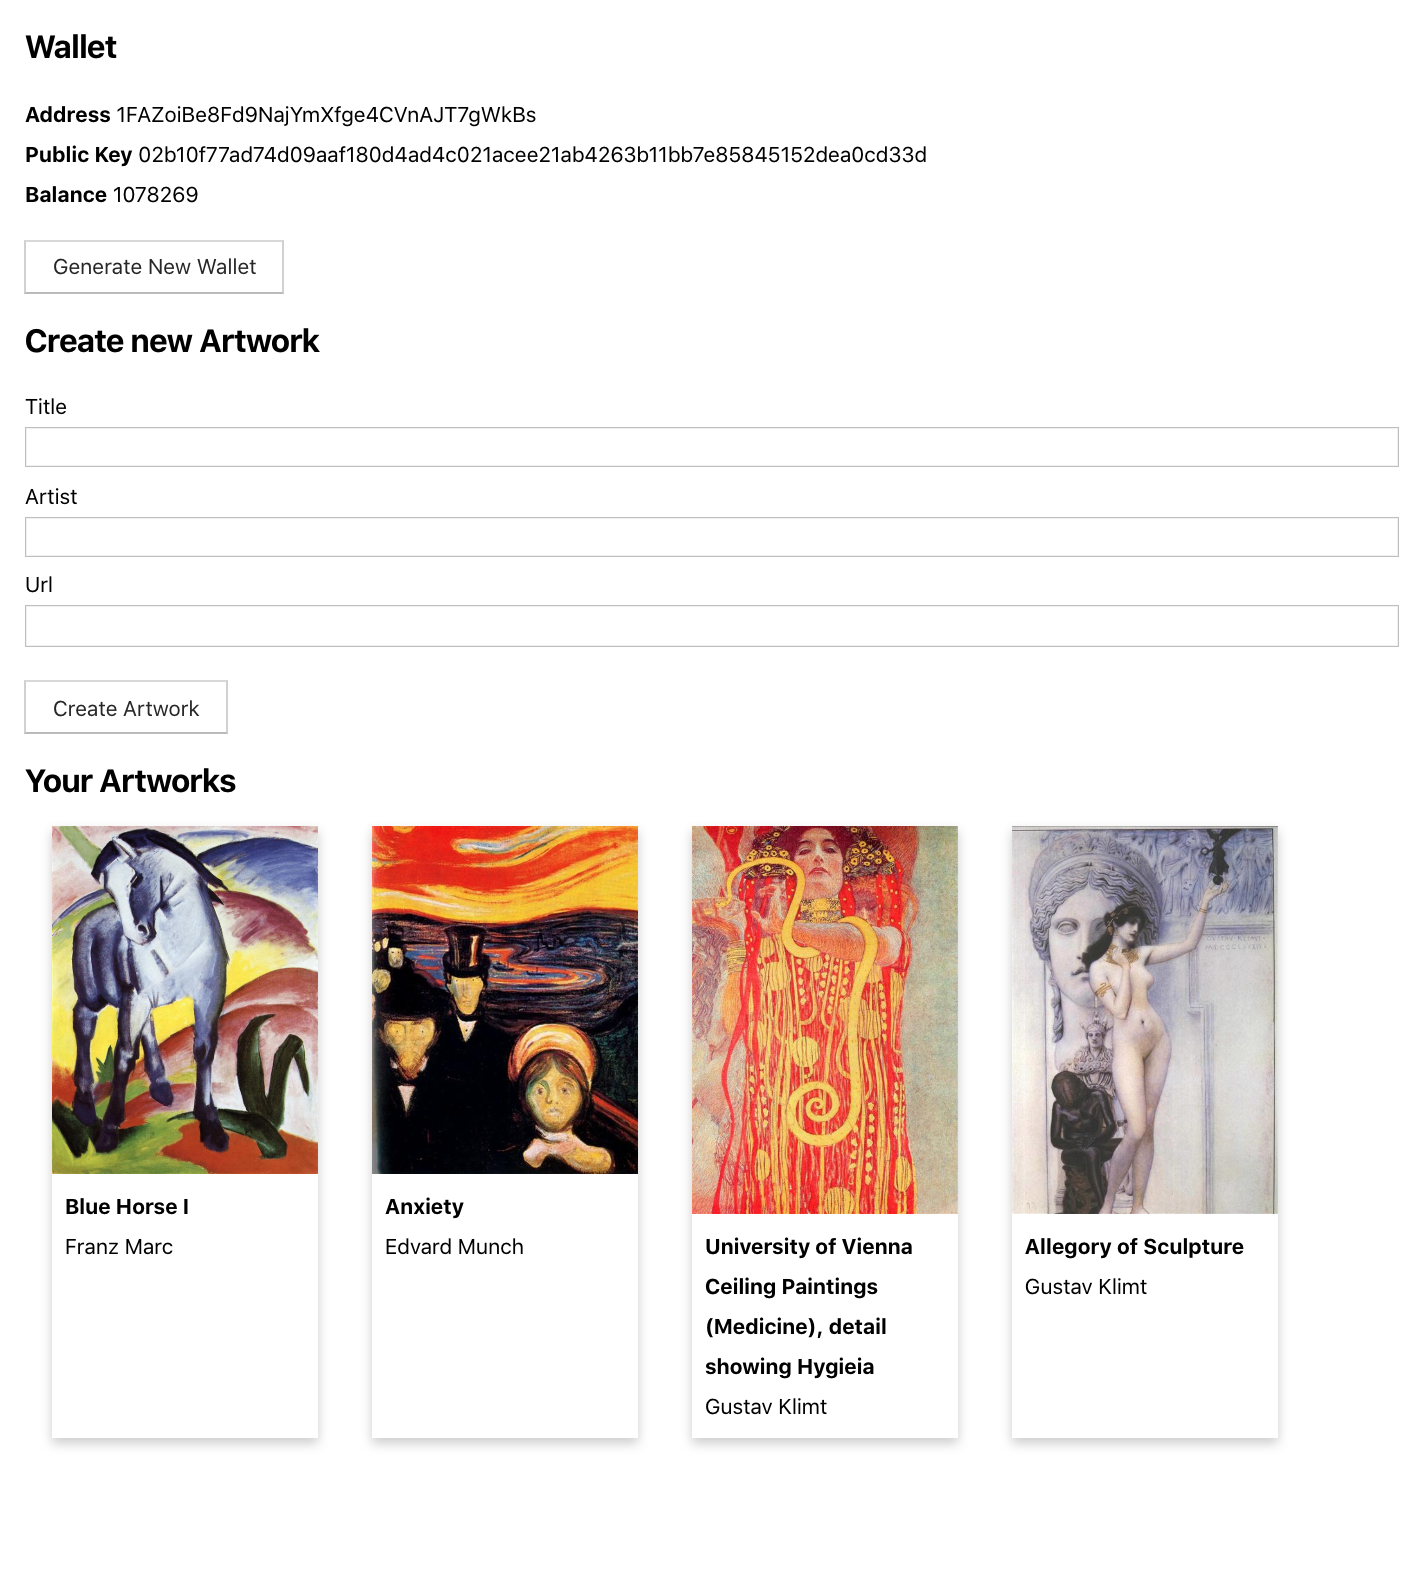 Wallet
Address 1FAZoiBe8Fd9NajYmXfge4CVnAJT7gWkBs
Public Key 02b10f77ad74d09aaf180d4ad4c021acee21ab4263b11bb7e85845152dea0cd33d
Balance 1078269
Generate New Wallet
Create new Artwork
Title
Artist
Url
Create Artwork
Your Artworks
Blue Horse I
Franz Marc
Anxiety
Edvard Munch
University of Vienna
Ceiling Paintings
(Medicine), detail
showing Hygieia
Gustav Klimt
Allegory of Sculpture
Gustav Klimt